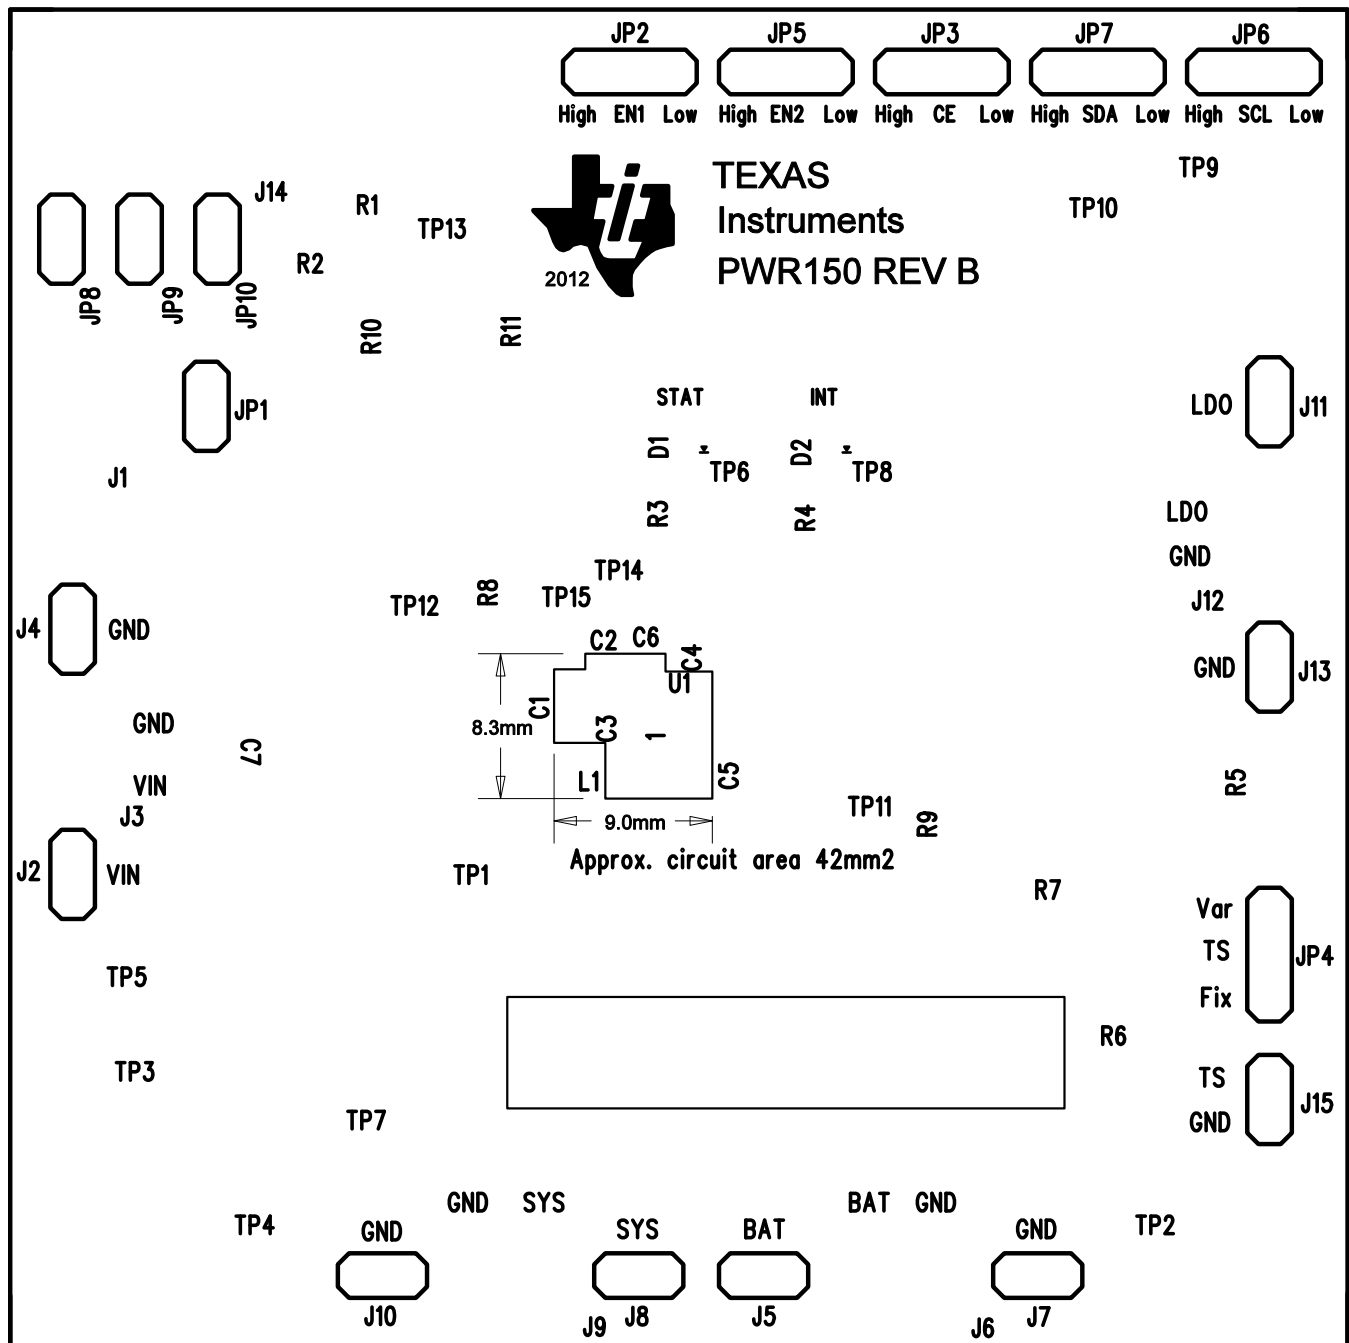 JP2 JP5 JP3 JP7 JP6
High EN1 Low High EN2 Low High CE Low High SDA Low High SCL Low
TP9
TEXAS
J14
R1
TP10
TP13
Instruments
R2
2012
PWR150 REV B
JP8 JP9 JP10
R10
R11
STAT INT
LDO J11
JP1
D1 D2
TP6 TP8
J1
R3 R4
LDO
GND
TP14
R8
TP15
TP12
J12
J4 GND
C2 C6
C4
GND J13
U1
C1
GND
8.3mm
C3
1
C7
L1
C5
R5
VIN
TP11
J3
9.0mm
R9
Approx. circuit area 42mm2
J2 VIN
TP1
R7
Var
TS
JP4
TP5
Fix
R6
TP3
TS
J15
TP7
GND
GND SYS BAT GND
TP4
TP2
GND SYS BAT GND
J10 J8 J5 J7
J9 J6